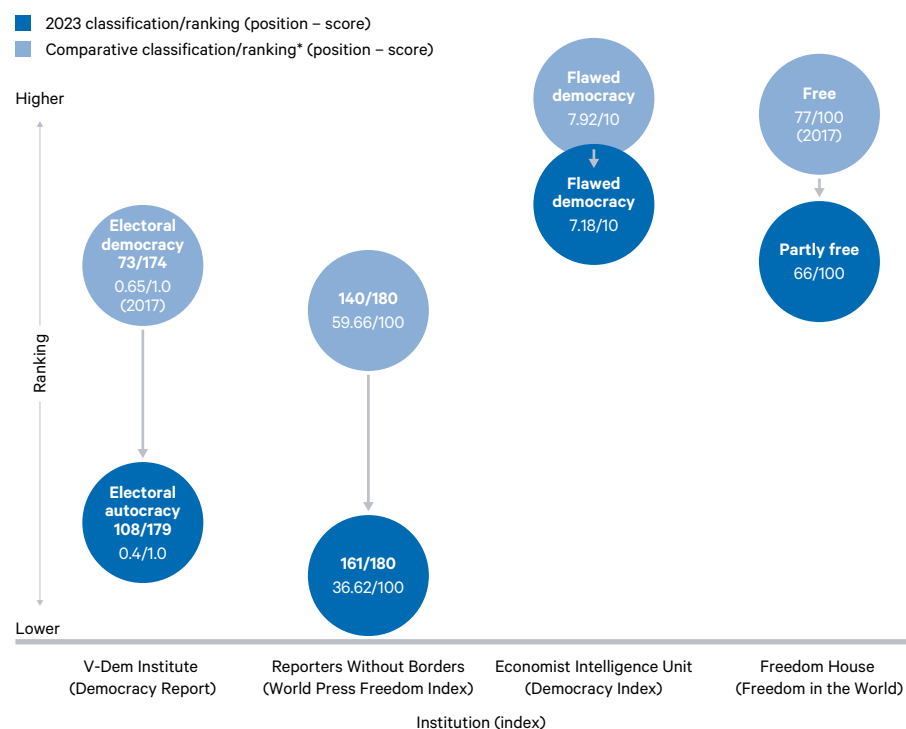 2023 classification/ranking (position – score)
Comparative classification/ranking* (position – score)
Higher
Ranking
Lower
Electoral
democracy
73/174
0.65/1.0
(2017)
Electoral
autocracy
108/179
0.4/1.0
140/180
59.66/100
161/180
36.62/100
Flawed
democracy
7.92/10
Flawed
democracy
7.18/10
Free
77/100
(2017)
Partly free
66/100
V-Dem Institute
(Democracy Report)
Reporters Without Borders
(World Press Freedom Index)
Economist Intelligence Unit
(Democracy Index)
Freedom House
(Freedom in the World)
Institution (index)